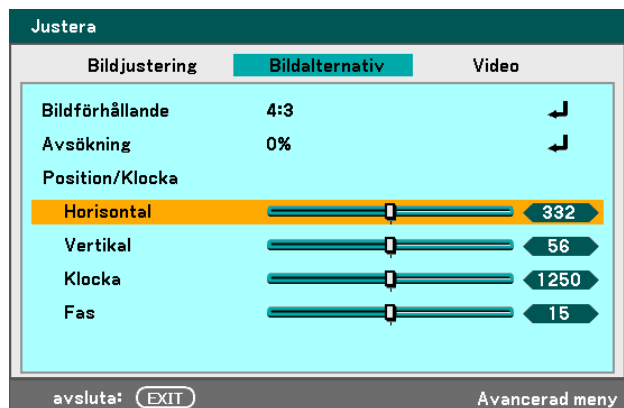 Justera
Bildjustering Bildalternativ Video
Bildförhållande 4:3
Avsökning 0%
Position/Klocka
Horisontal 332
Vertikal 56
Klocka 1250
Fas 15
avsluta: EXIT Avancerad meny